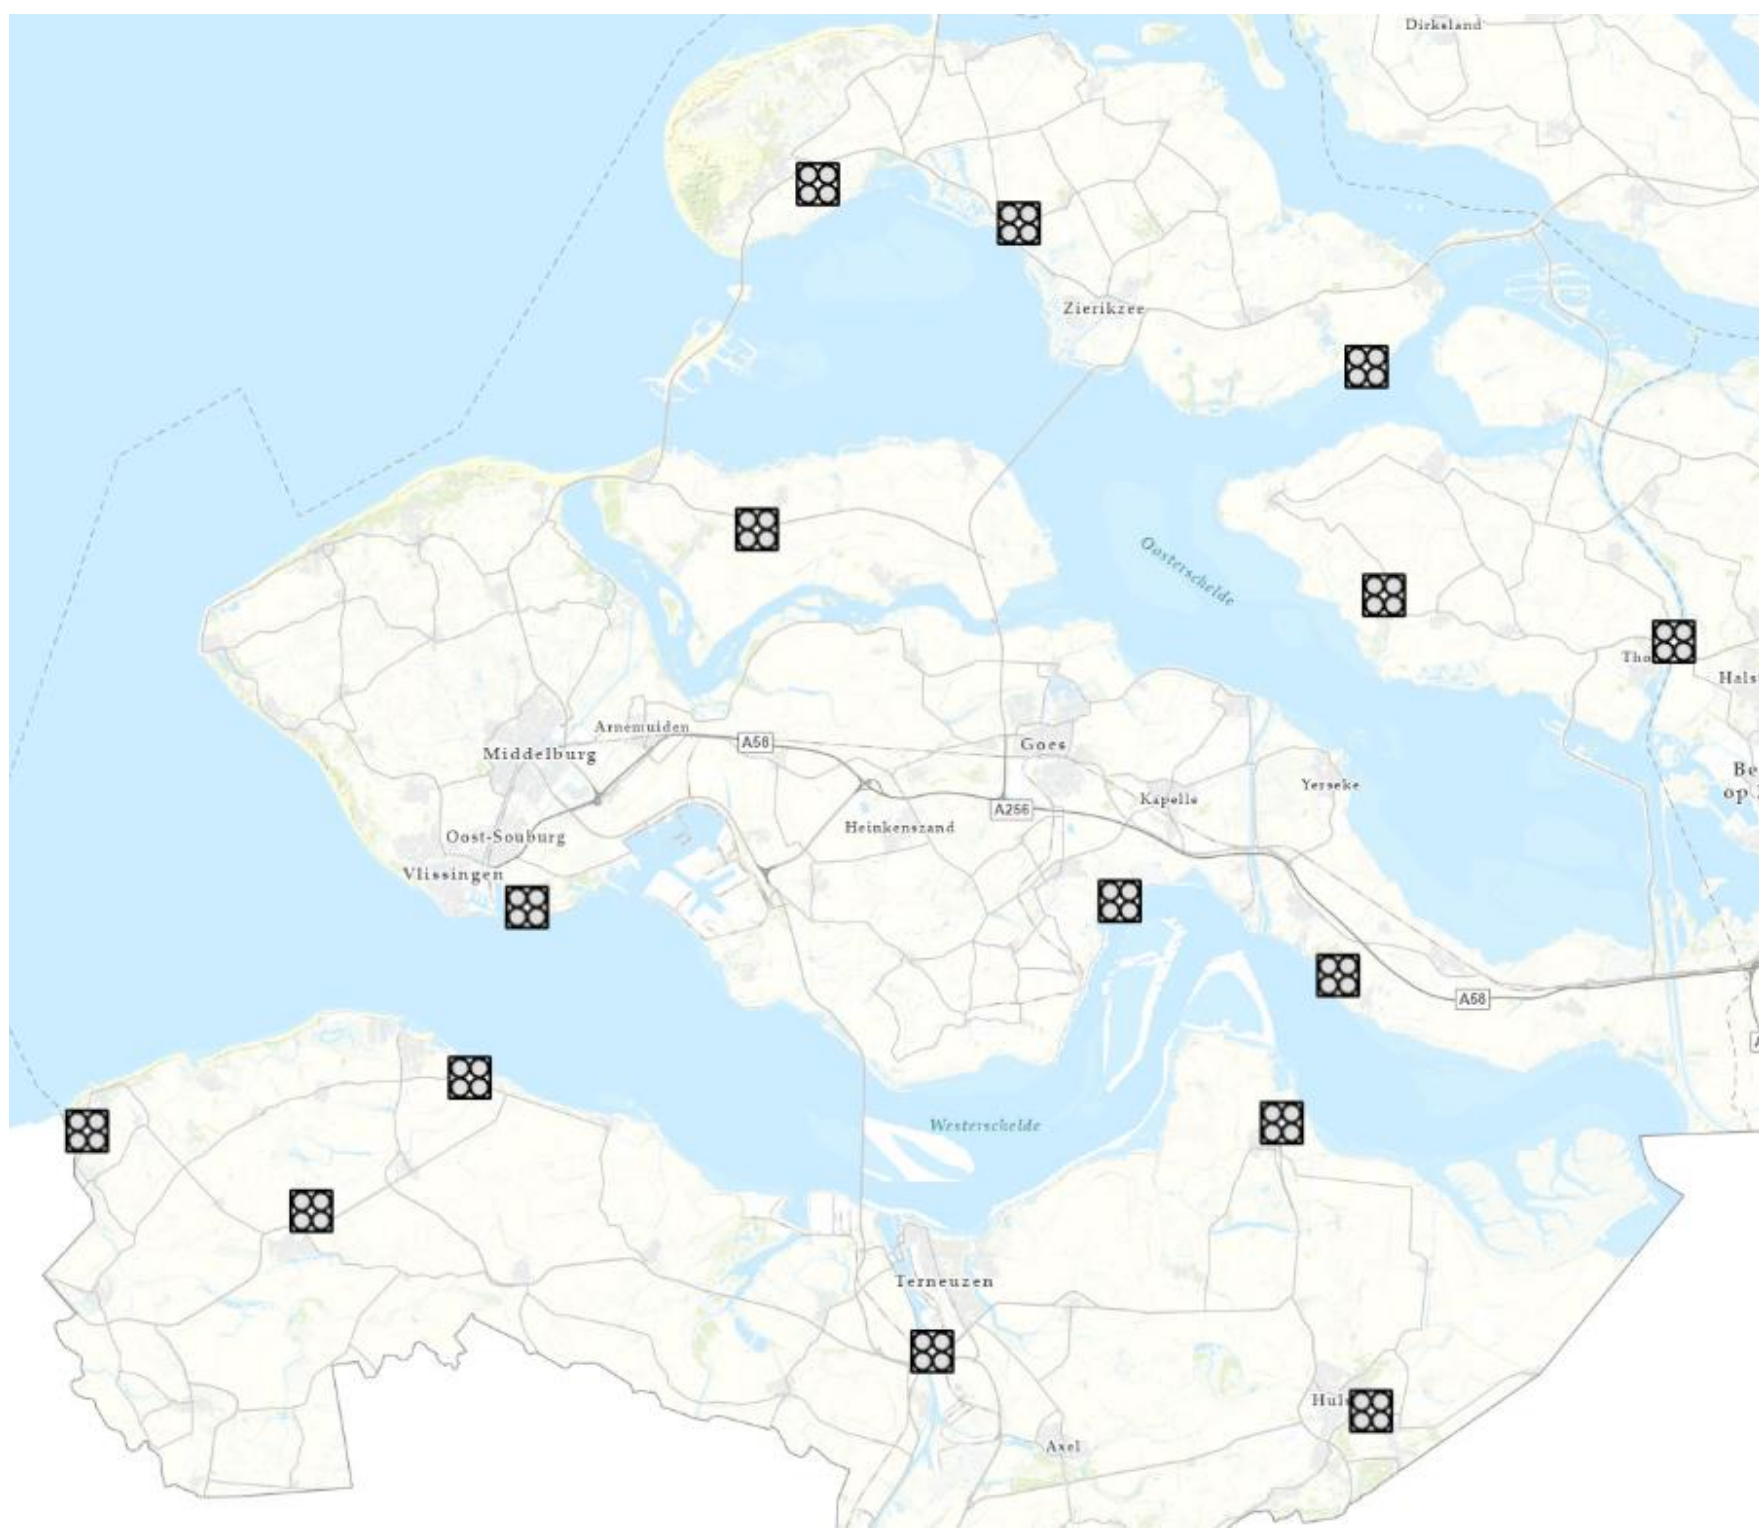 Dirksland
Zierikzee
Oosterschelde
Tho
Hals
Arnemuiden
Middelburg
A58
Goes
Be
op
Yerseke
Kapelle
A256
Heinkenszand
Oost-Souburg
Vlissingen
A58
A
Westerschelde
Terneuzen
Hul
Axel